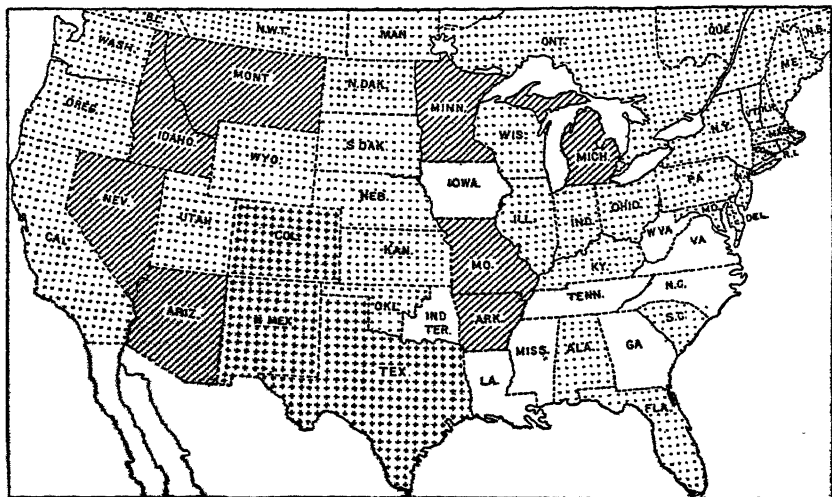 B.C.
N.W.T.
MAN
ONT.
QUE.
N.B.
WASH.
MONT.
N.DAK.
MINN.
ME.
OREG.
IDAHO.
WYO.
S.DAK.
WIS.
MICH.
N.Y.
MASS.
R.I.
NEV.
UTAH
COL.
NEB.
IOWA.
ILL.
IND.
OHIO.
PA
MD.
DEL.
CAL.
KAN.
MO.
KY.
W.VA
VA
ARIZ.
N.MEX.
OKL.
IND
TER.
ARK.
TENN.
N.C.
S.C.
TEX.
LA.
MISS.
ALA.
GA
FLA.